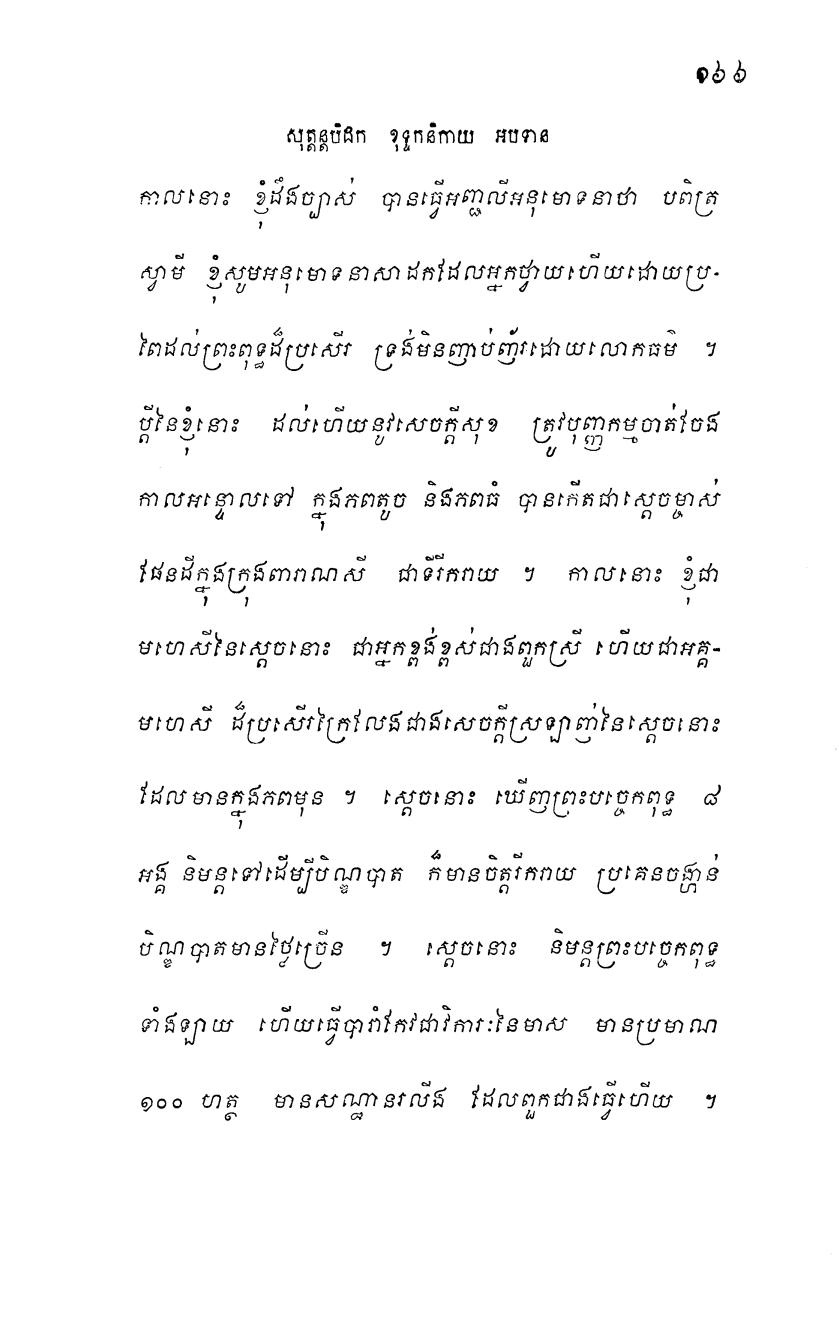 ១៦៦
សុត្តន្តបិដក ខុទ្ទកនិកាយ អបទាន
កាលនោះ ខ្ញុំដឹងច្បាស់ បានធ្វើអញ្ជលីអនុមោទនាថា បពិត្រ
ស្វាមី ខ្ញុំសូមអនុមោទនាសាដកដែលអ្នកថ្វាយហើយដោយប្រ-
ពៃដល់ព្រះពុទ្ធដ៏ប្រសើរ ទ្រង់មិនញាប់ញ័រដោយលោកធម៌ ។
ប្តីនៃខ្ញុំនោះ ដល់ហើយនូវសេចក្តីសុខ ត្រូវបុញ្ញកម្មចាត់ចែង
កាលអន្ទោលទៅ ក្នុងភពតូច និងភពធំ បានកើតជាស្តេចម្ចាស់
ផែនដីក្នុងក្រុងពារាណសី ជាទីរីករាយ ។ កាលនោះ ខ្ញុំជា
មហេសីនៃស្តេចនោះ ជាអ្នកខ្ពង់ខ្ពស់ជាងពួកស្រី ហើយជាអគ្គ-
មហេសី ដ៏ប្រសើរក្រៃលែងជាងសេចក្តីស្រឡាញ់នៃស្តេចនោះ
ដែលមានក្នុងភពមុន ។ ស្តេចនោះ ឃើញព្រះបច្ចេកពុទ្ធ ៨
អង្គ និមន្តទៅដើម្បីបិណ្ឌបាត ក៏មានចិត្តរីករាយ ប្រគេនចង្ហាន់
បិណ្ឌបាតមានថ្លៃច្រើន ។ ស្តេចនោះ និមន្តព្រះបច្ចេកពុទ្ធ
ទាំងឡាយ ហើយធ្វើបារាំកែវជាវិការៈនៃមាស មានប្រមាណ
១០០ ហត្ថ មានសណ្ឋានរលីង ដែលពួកជាងធ្វើហើយ ។